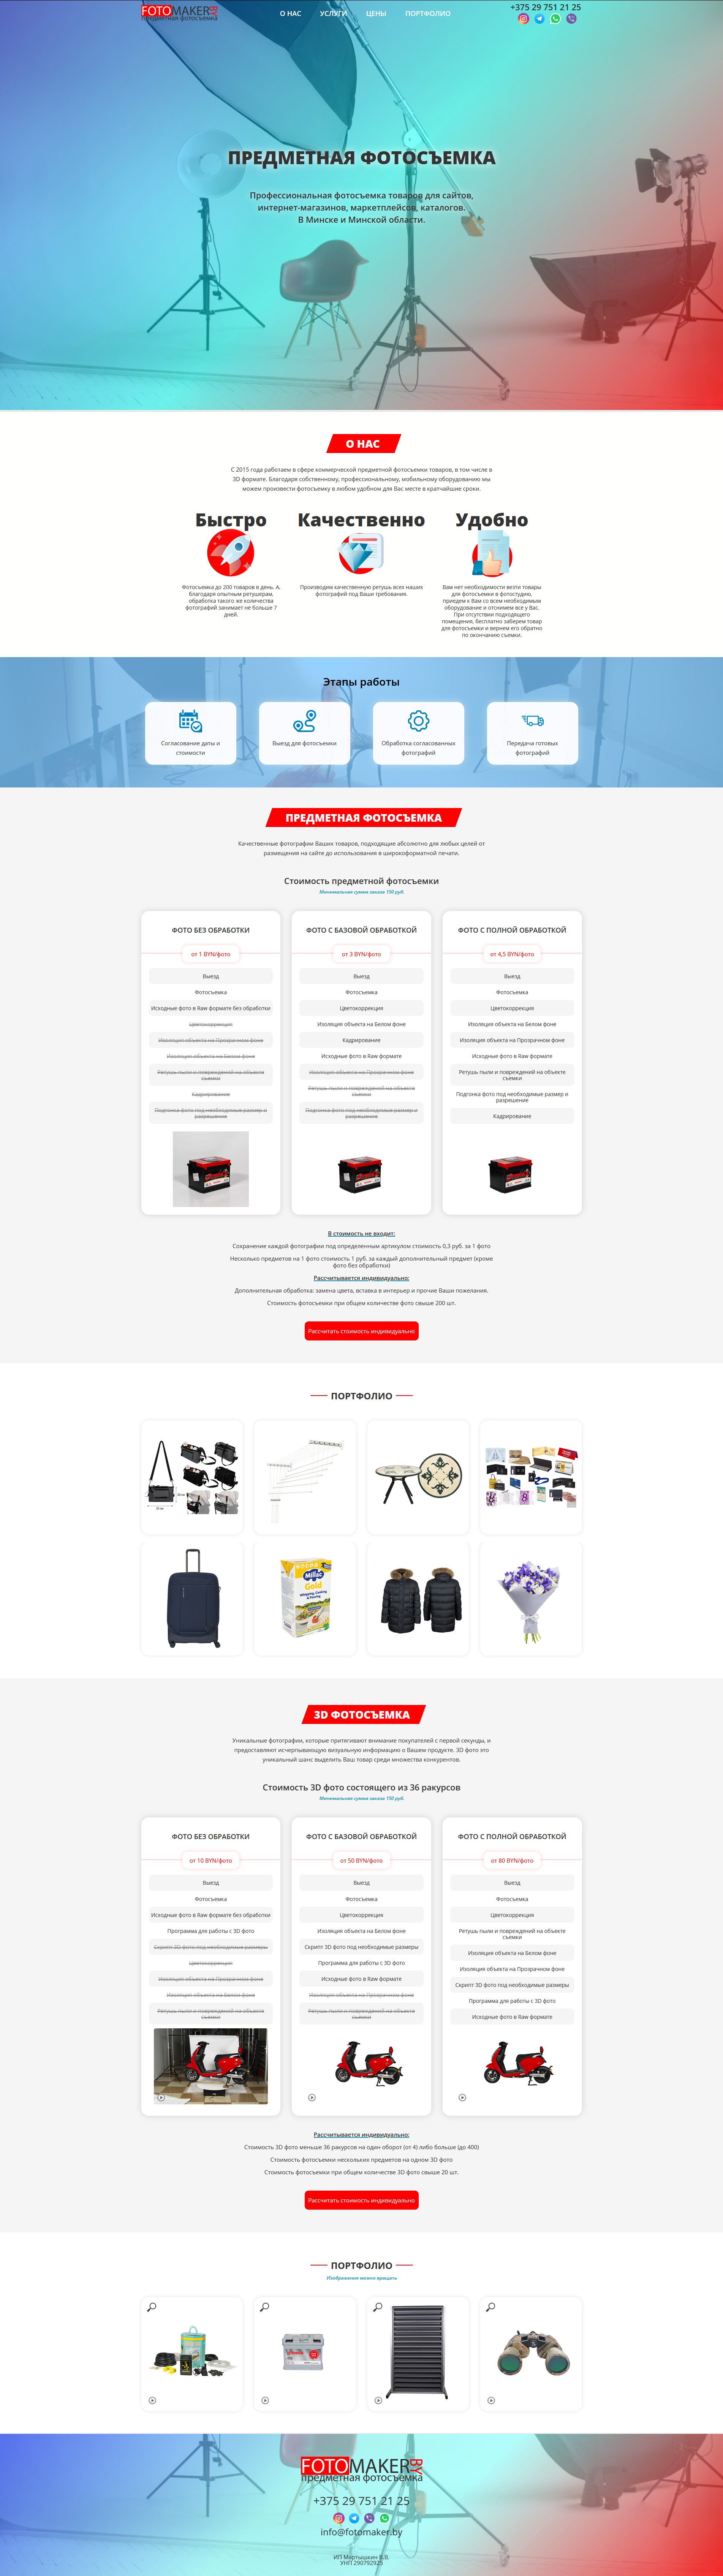 FOTOMAKER BY
предметная фотосъемка
О НАС УСЛУГИ ЦЕНЫ ПОРТФОЛИО
+375 29 751 21 25
ПРЕДМЕТНАЯ ФОТОСЪЕМКА
Профессиональная фотосъемка товаров для сайтов,
интернет-магазинов, маркетплейсов, каталогов.
В Минске и Минской области.
О НАС
С 2015 года работаем в сфере коммерческой предметной фотосъемки товаров, в том числе в
3D формате. Благодаря собственному, профессиональному, мобильному оборудованию мы
можем произвести фотосъемку в любом удобном для Вас месте в кратчайшие сроки.
Быстро
Фотосъемка до 200 товаров в день. А,
благодаря опытным ретушерам,
обработка такого же количества
фотографий занимает не больше 7
дней.
Качественно
Производим качественную ретушь всех наших
фотографий под Ваши требования.
Удобно
Вам нет необходимости везти товары
для фотосъемки в фотостудию,
приедем к Вам со всем необходимым
оборудование и отснимем все у Вас.
При отсутствии подходящего
помещения, бесплатно заберем товар
для фотосъемки и вернем его обратно
по окончанию съемки.
Этапы работы
Согласование даты и
стоимости
Выезд для фотосъемки
Обработка согласованных
фотографий
Передача готовых
фотографий
ПРЕДМЕТНАЯ ФОТОСЪЕМКА
Качественные фотографии Ваших товаров, подходящие абсолютно для любых целей от
размещения на сайте до использования в широкоформатной печати.
Стоимость предметной фотосъемки
Минимальная сумма заказа 150 руб.
ФОТО БЕЗ ОБРАБОТКИ
от 1 BYN/фото
Выезд
Фотосъемка
Исходные фото в Raw формате без обработки
Цветокоррекция
Изоляция объекта на Прозрачном фоне
Изоляция объекта на Белом фоне
Ретушь пыли и повреждений на объекте
съемки
Кадрирование
Подгонка фото под необходимые размер и
разрешение
ФОТО С БАЗОВОЙ ОБРАБОТКОЙ
от 3 BYN/фото
Выезд
Фотосъемка
Цветокоррекция
Изоляция объекта на Белом фоне
Кадрирование
Исходные фото в Raw формате
Изоляция объекта на Прозрачном фоне
Ретушь пыли и повреждений на объекте
съемки
Подгонка фото под необходимые размер и
разрешение
ФОТО С ПОЛНОЙ ОБРАБОТКОЙ
от 4,5 BYN/фото
Выезд
Фотосъемка
Цветокоррекция
Изоляция объекта на Белом фоне
Изоляция объекта на Прозрачном фоне
Исходные фото в Raw формате
Ретушь пыли и повреждений на объекте
съемки
Подгонка фото под необходимые размер и
разрешение
Кадрирование
В стоимость не входит:
Сохранение каждой фотографии под определенным артикулом стоимость 0,3 руб. за 1 фото
Несколько предметов на 1 фото стоимость 1 руб. за каждый дополнительный предмет (кроме
фото без обработки)
Рассчитывается индивидуально:
Дополнительная обработка: замена цвета, вставка в интерьер и прочие Ваши пожелания.
Стоимость фотосъемки при общем количестве фото свыше 200 шт.
Рассчитать стоимость индивидуально
ПОРТФОЛИО
Millac
Gold
Whipping, Cooking
& Pouring
3D ФОТОСЪЕМКА
Уникальные фотографии, которые притягивают внимание покупателей с первой секунды, и
предоставляют исчерпывающую визуальную информацию о Вашем продукте. 3D фото это
уникальный шанс выделить Ваш товар среди множества конкурентов.
Стоимость 3D фото состоящего из 36 ракурсов
Минимальная сумма заказа 150 руб.
ФОТО БЕЗ ОБРАБОТКИ
от 10 BYN/фото
Выезд
Фотосъемка
Исходные фото в Raw формате без обработки
Программа для работы с 3D фото
Скрипт 3D фото под необходимые размеры
Цветокоррекция
Изоляция объекта на Прозрачном фоне
Изоляция объекта на Белом фоне
Ретушь пыли и повреждений на объекте
съемки
ФОТО С БАЗОВОЙ ОБРАБОТКОЙ
от 50 BYN/фото
Выезд
Фотосъемка
Цветокоррекция
Изоляция объекта на Белом фоне
Скрипт 3D фото под необходимые размеры
Программа для работы с 3D фото
Исходные фото в Raw формате
Изоляция объекта на Прозрачном фоне
Ретушь пыли и повреждений на объекте
съемки
ФОТО С ПОЛНОЙ ОБРАБОТКОЙ
от 80 BYN/фото
Выезд
Фотосъемка
Цветокоррекция
Ретушь пыли и повреждений на объекте
съемки
Изоляция объекта на Белом фоне
Изоляция объекта на Прозрачном фоне
Скрипт 3D фото под необходимые размеры
Программа для работы с 3D фото
Исходные фото в Raw формате
Рассчитывается индивидуально:
Стоимость 3D фото меньше 36 ракурсов на один оборот (от 4) либо больше (до 400)
Стоимость фотосъемки нескольких предметов на одном 3D фото
Стоимость фотосъемки при общем количестве 3D фото свыше 20 шт.
Рассчитать стоимость индивидуально
ПОРТФОЛИО
Изображения можно вращать
FOTOMAKER BY
предметная фотосъемка
+375 29 751 21 25
info@fotomaker.by
ИП Мартышкин В.В.
УНП 290792925